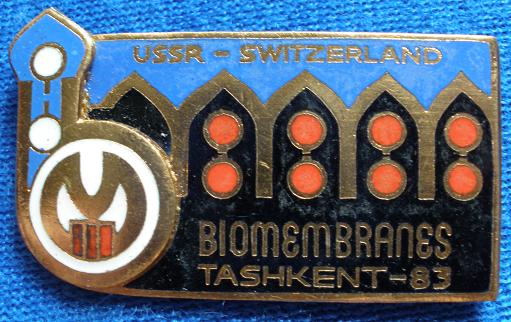 USSR - SWITZERLAND
BIOMEMBRANES
TASHKENT-83